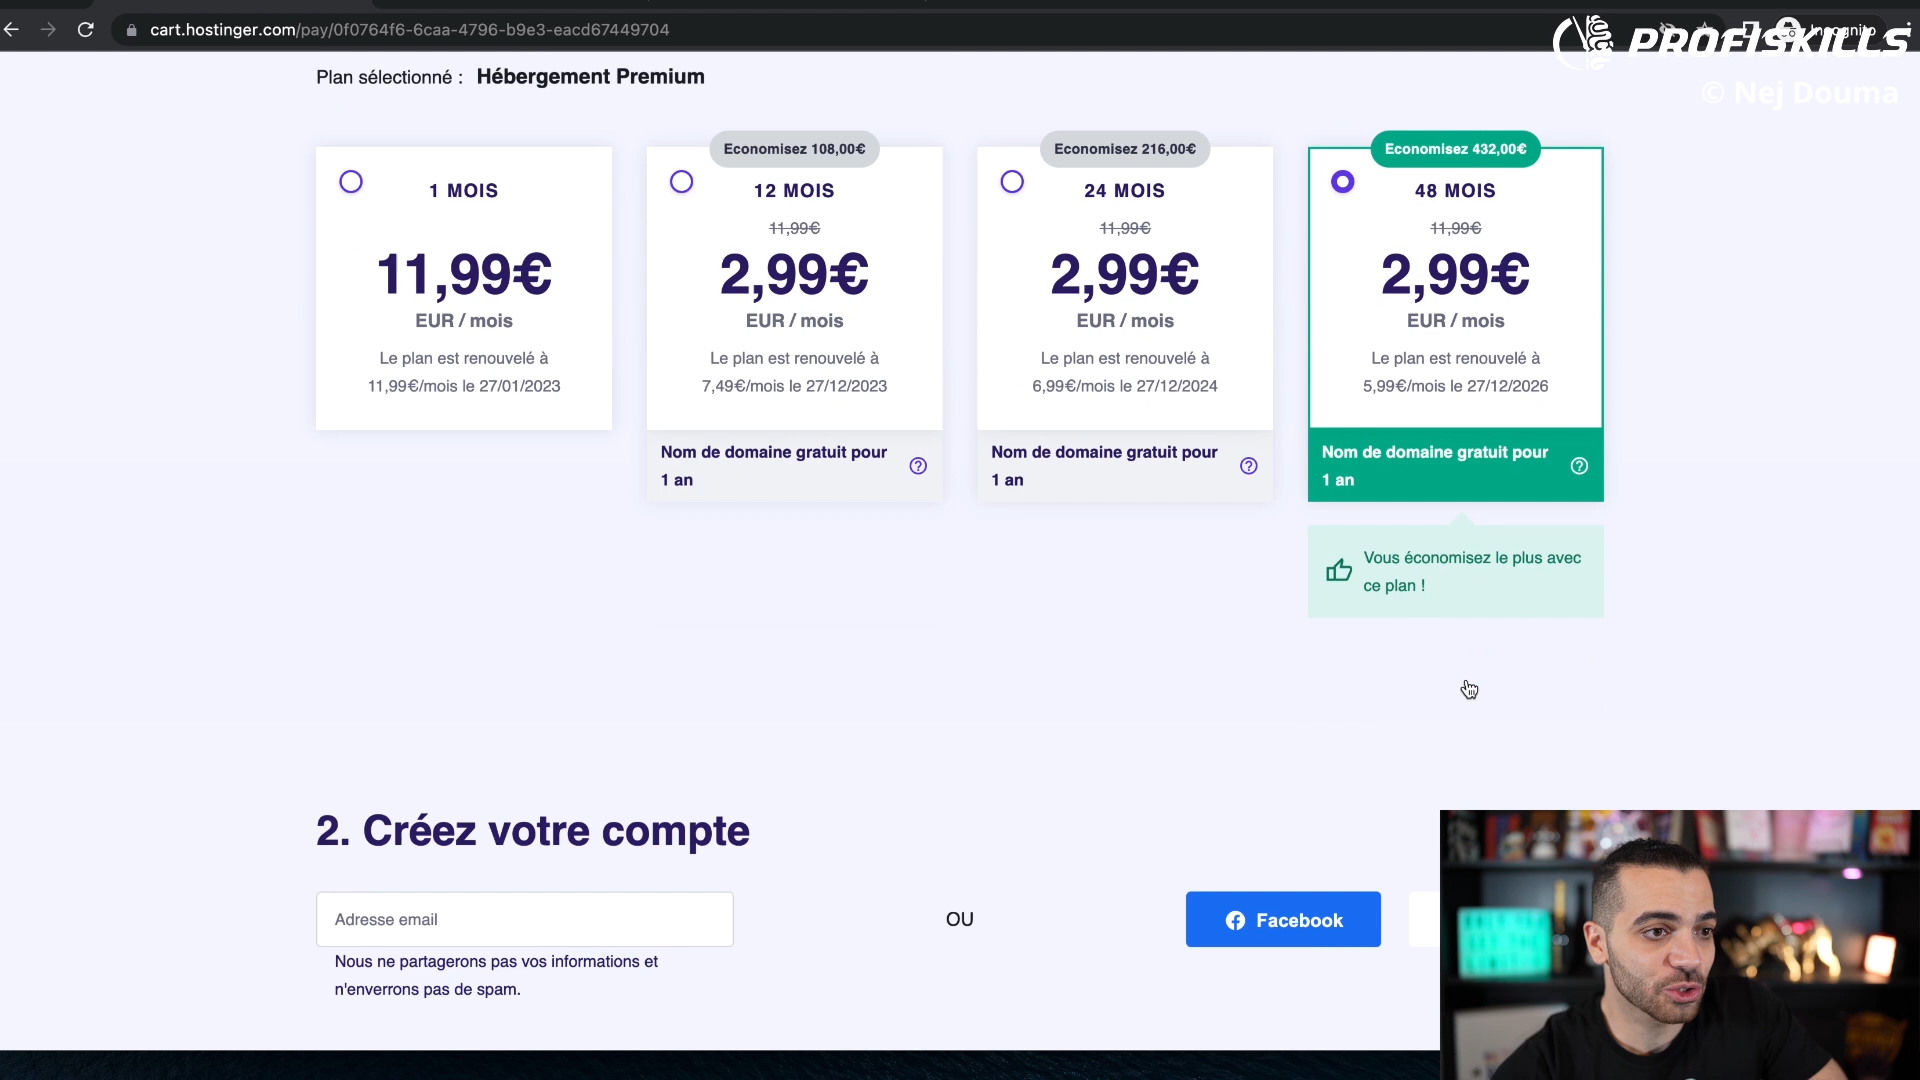 cart.hostinger.com/pay/0f0764f6-6caa-4796-b9e3-eacd67449704
Incognito
PROFISKILLS
© Nej Douma
Plan sélectionné : Hébergement Premium
1 MOIS
11,99€
EUR / mois
Le plan est renouvelé à
11,99€/mois le 27/01/2023
Economisez 108,00€
12 MOIS
11,99€
2,99€
EUR / mois
Le plan est renouvelé à
7,49€/mois le 27/12/2023
Nom de domaine gratuit pour
1 an
Economisez 216,00€
24 MOIS
11,99€
2,99€
EUR / mois
Le plan est renouvelé à
6,99€/mois le 27/12/2024
Nom de domaine gratuit pour
1 an
Economisez 432,00€
48 MOIS
11,99€
2,99€
EUR / mois
Le plan est renouvelé à
5,99€/mois le 27/12/2026
Nom de domaine gratuit pour
1 an
Vous économisez le plus avec
ce plan !
2. Créez votre compte
Adresse email
OU
Facebook
Nous ne partagerons pas vos informations et
n'enverrons pas de spam.